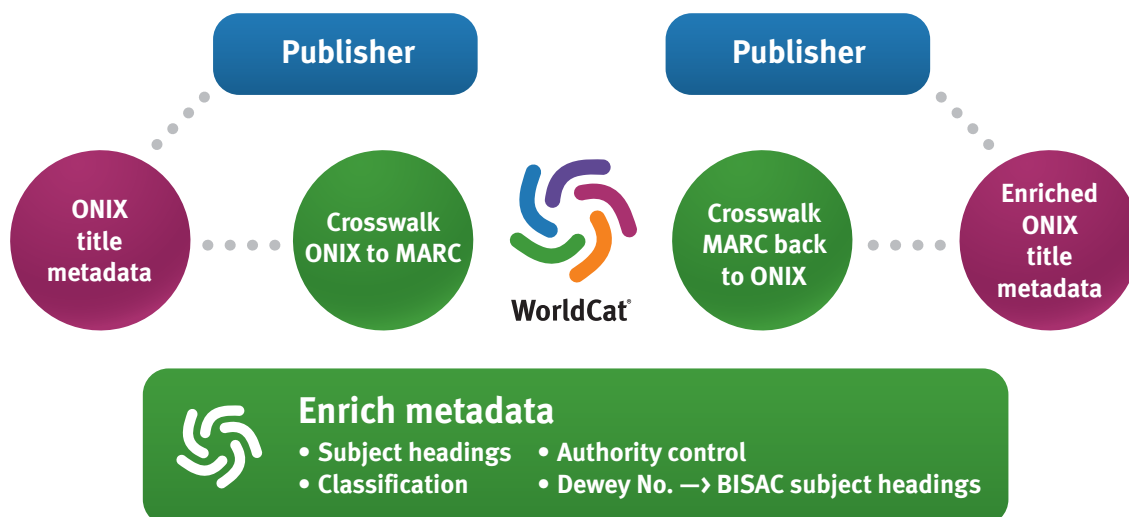 Publisher
Publisher
ONIX
title
metadata
Crosswalk
ONIX to MARC
WorldCat®
Crosswalk
MARC back
to ONIX
Enriched
ONIX
title
metadata
Enrich metadata
• Subject headings
• Classification
• Authority control
• Dewey No. —> BISAC subject headings